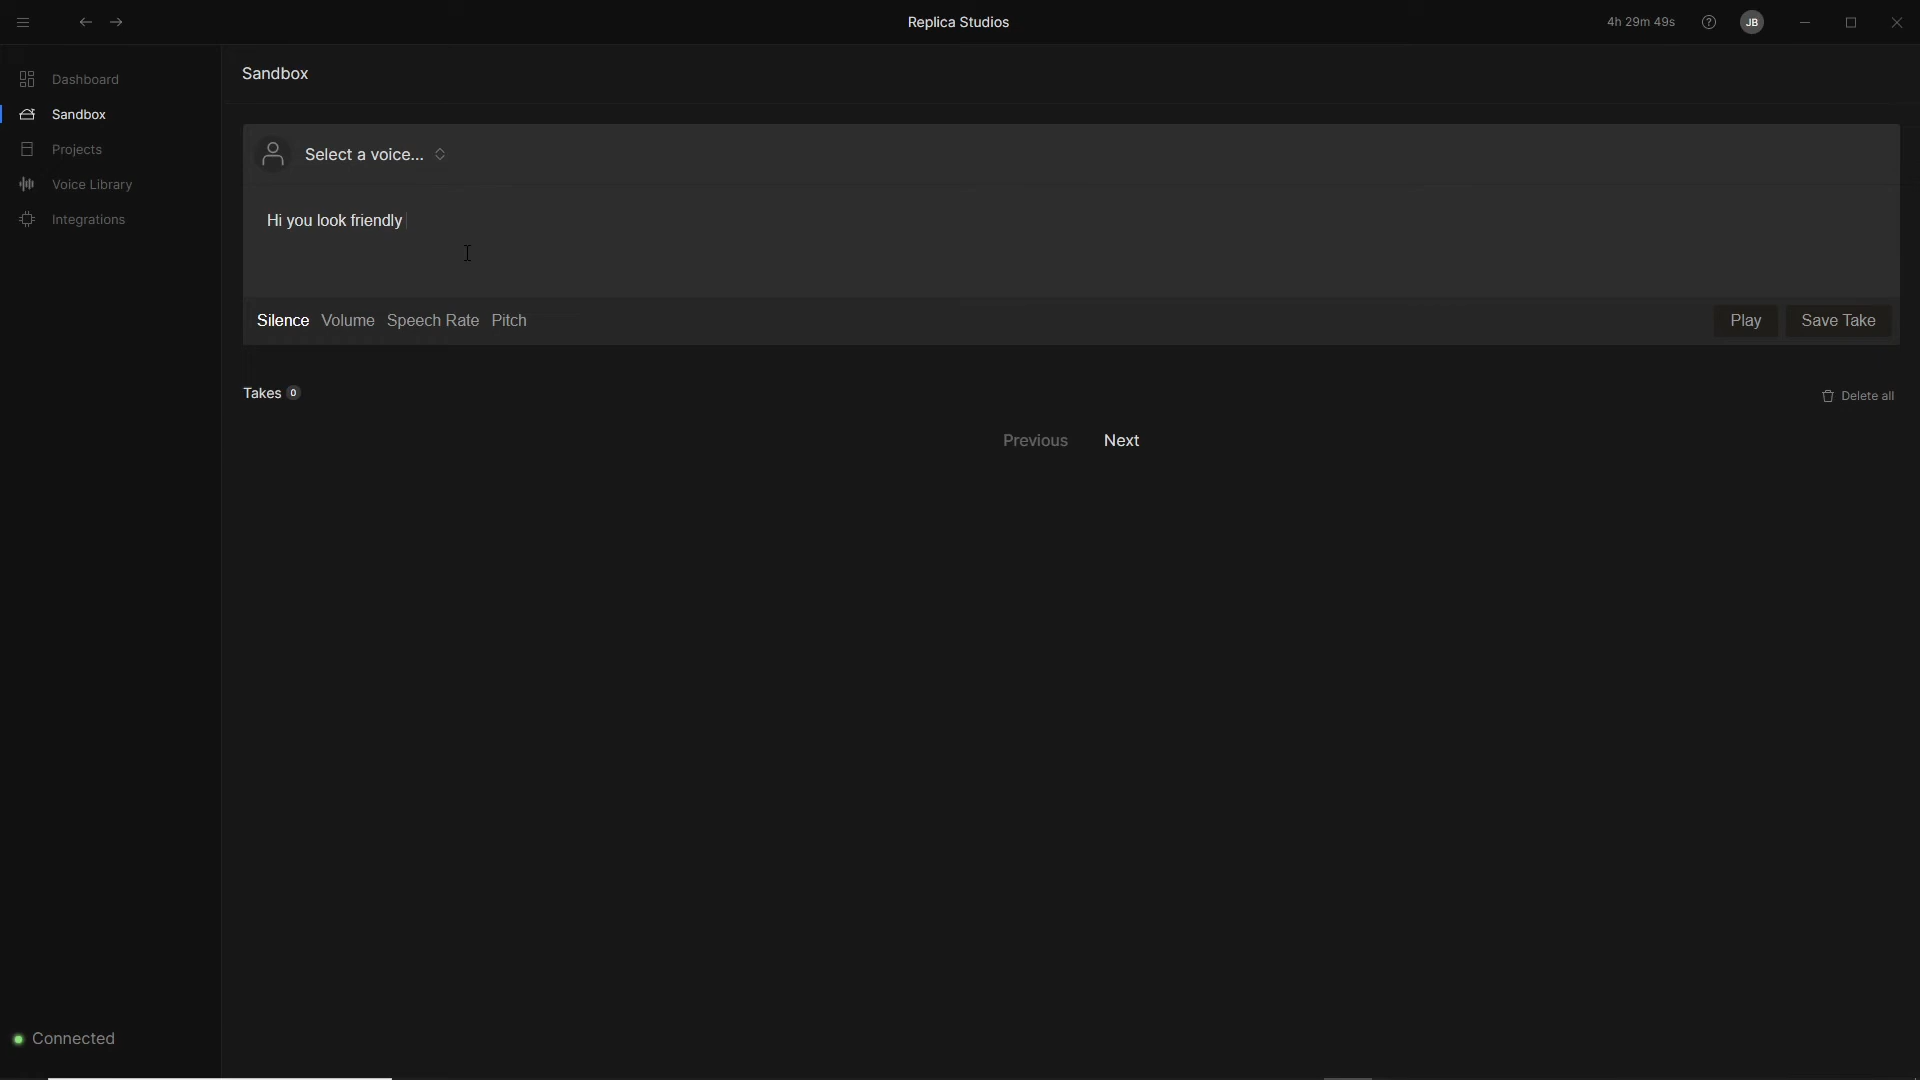 Replica Studios
4h 29m 49s
JB
Dashboard
Sandbox
Projects
Voice Library
Integrations
Connected
Sandbox
Select a voice...
Hi you look friendly
Silence Volume Speech Rate Pitch
Play Save Take
Takes 0
Delete all
Previous Next